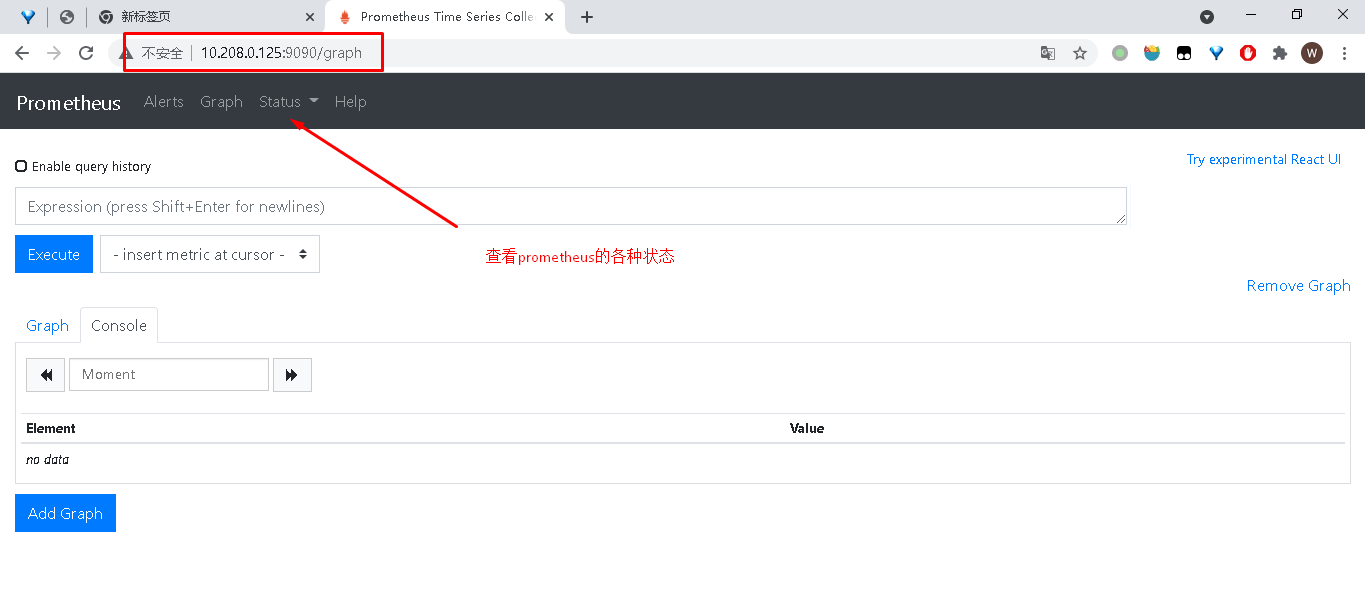 新标签页
Prometheus Time Series Colle
不安全 10.208.0.125:9090/graph
W
Prometheus Alerts Graph Status Help
Enable query history
Try experimental React UI
Expression (press Shift+Enter for newlines)
Execute - insert metric at cursor -
查看prometheus的各种状态
Remove Graph
Graph Console
Moment
Element Value
no data
Add Graph